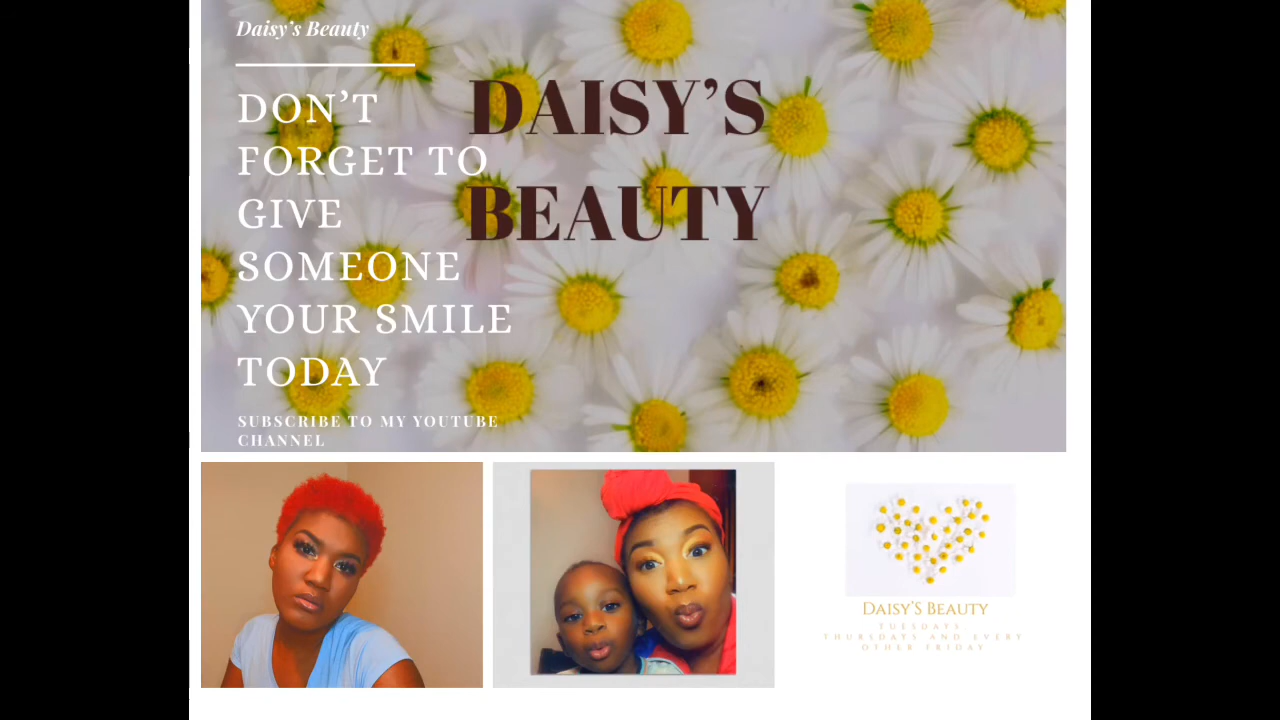 Daisy's Beauty
DON'T
FORGET TO
GIVE
SOMEONE
YOUR SMILE
TODAY
SUBSCRIBE TO MY YOUTUBE
CHANNEL
DAISY'S
BEAUTY
DAISY'S BEAUTY
TUESDAYS
THURSDAYS AND EVERY
OTHER FRIDAY